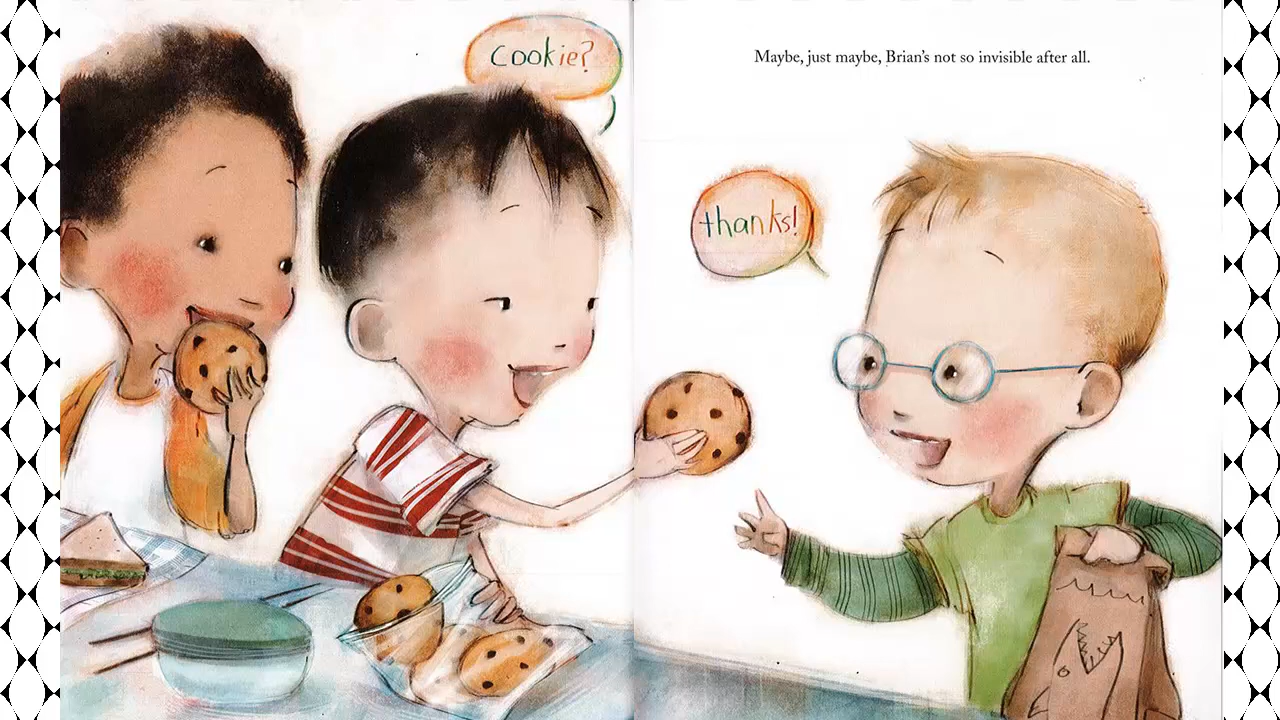 cookie?
Maybe, just maybe, Brian's not so invisible after all.
thanks!